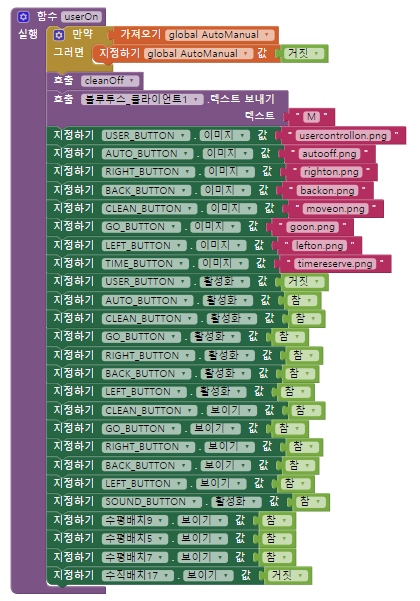 함수 userOn
실행 만약 가져오기 global AutoManual
그러면 지정하기 global AutoManual 값 거짓
호출 cleanOff
호출 블루투스_클라이언트1 .텍스트 보내기
텍스트 " M "
지정하기 USER_BUTTON . 이미지 값 " usercontrollon.png "
지정하기 AUTO_BUTTON . 이미지 값 " autooff.png "
지정하기 RIGHT_BUTTON . 이미지 값 " righton.png "
지정하기 BACK_BUTTON . 이미지 값 " backon.png "
지정하기 CLEAN_BUTTON . 이미지 값 " moveon.png "
지정하기 GO_BUTTON . 이미지 값 " goon.png "
지정하기 LEFT_BUTTON . 이미지 값 " lefton.png "
지정하기 TIME_BUTTON . 이미지 값 " timereserve.png "
지정하기 USER_BUTTON . 활성화 값 거짓
지정하기 AUTO_BUTTON . 활성화 값 참
지정하기 CLEAN_BUTTON . 활성화 값 참
지정하기 GO_BUTTON . 활성화 값 참
지정하기 RIGHT_BUTTON . 활성화 값 참
지정하기 BACK_BUTTON . 활성화 값 참
지정하기 LEFT_BUTTON . 활성화 값 참
지정하기 CLEAN_BUTTON . 보이기 값 참
지정하기 GO_BUTTON . 보이기 값 참
지정하기 RIGHT_BUTTON . 보이기 값 참
지정하기 BACK_BUTTON . 보이기 값 참
지정하기 LEFT_BUTTON . 보이기 값 참
지정하기 SOUND_BUTTON . 활성화 값 참
지정하기 수평배치9 . 보이기 값 참
지정하기 수평배치5 . 보이기 값 참
지정하기 수평배치7 . 보이기 값 참
지정하기 수직배치17 . 보이기 값 거짓